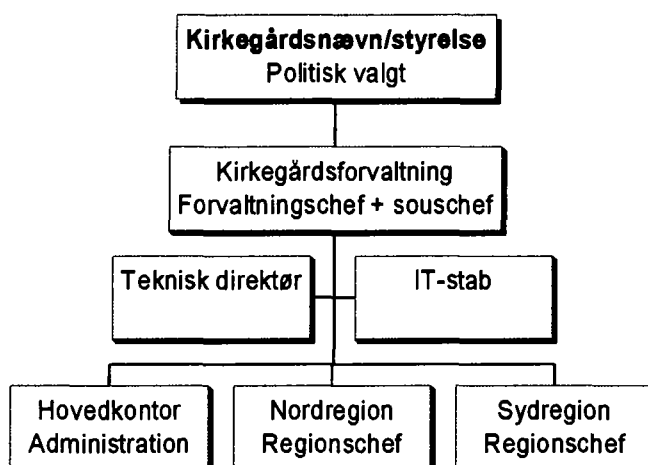 Kirkegårdsnævn/styrelse
Politisk valgt
Kirkegårdsforvaltning
Forvaltningschef + souschef
Teknisk direktør
IT-stab
Hovedkontor
Administration
Nordregion
Regionschef
Sydregion
Regionschef